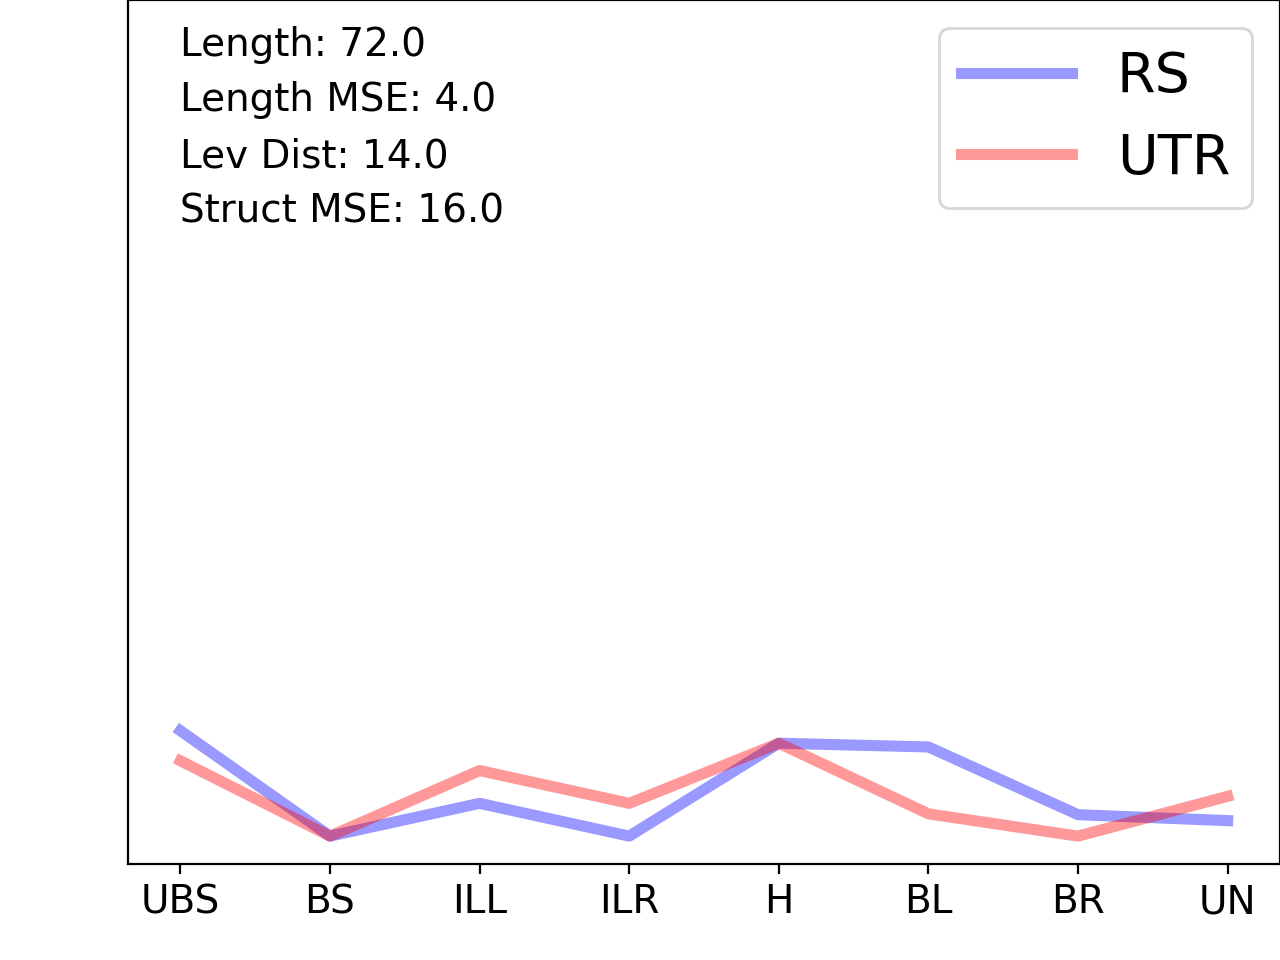 Length: 72.0
Length MSE: 4.0
Lev Dist: 14.0
Struct MSE: 16.0
RS
UTR
UBS BS ILL ILR H BL BR UN